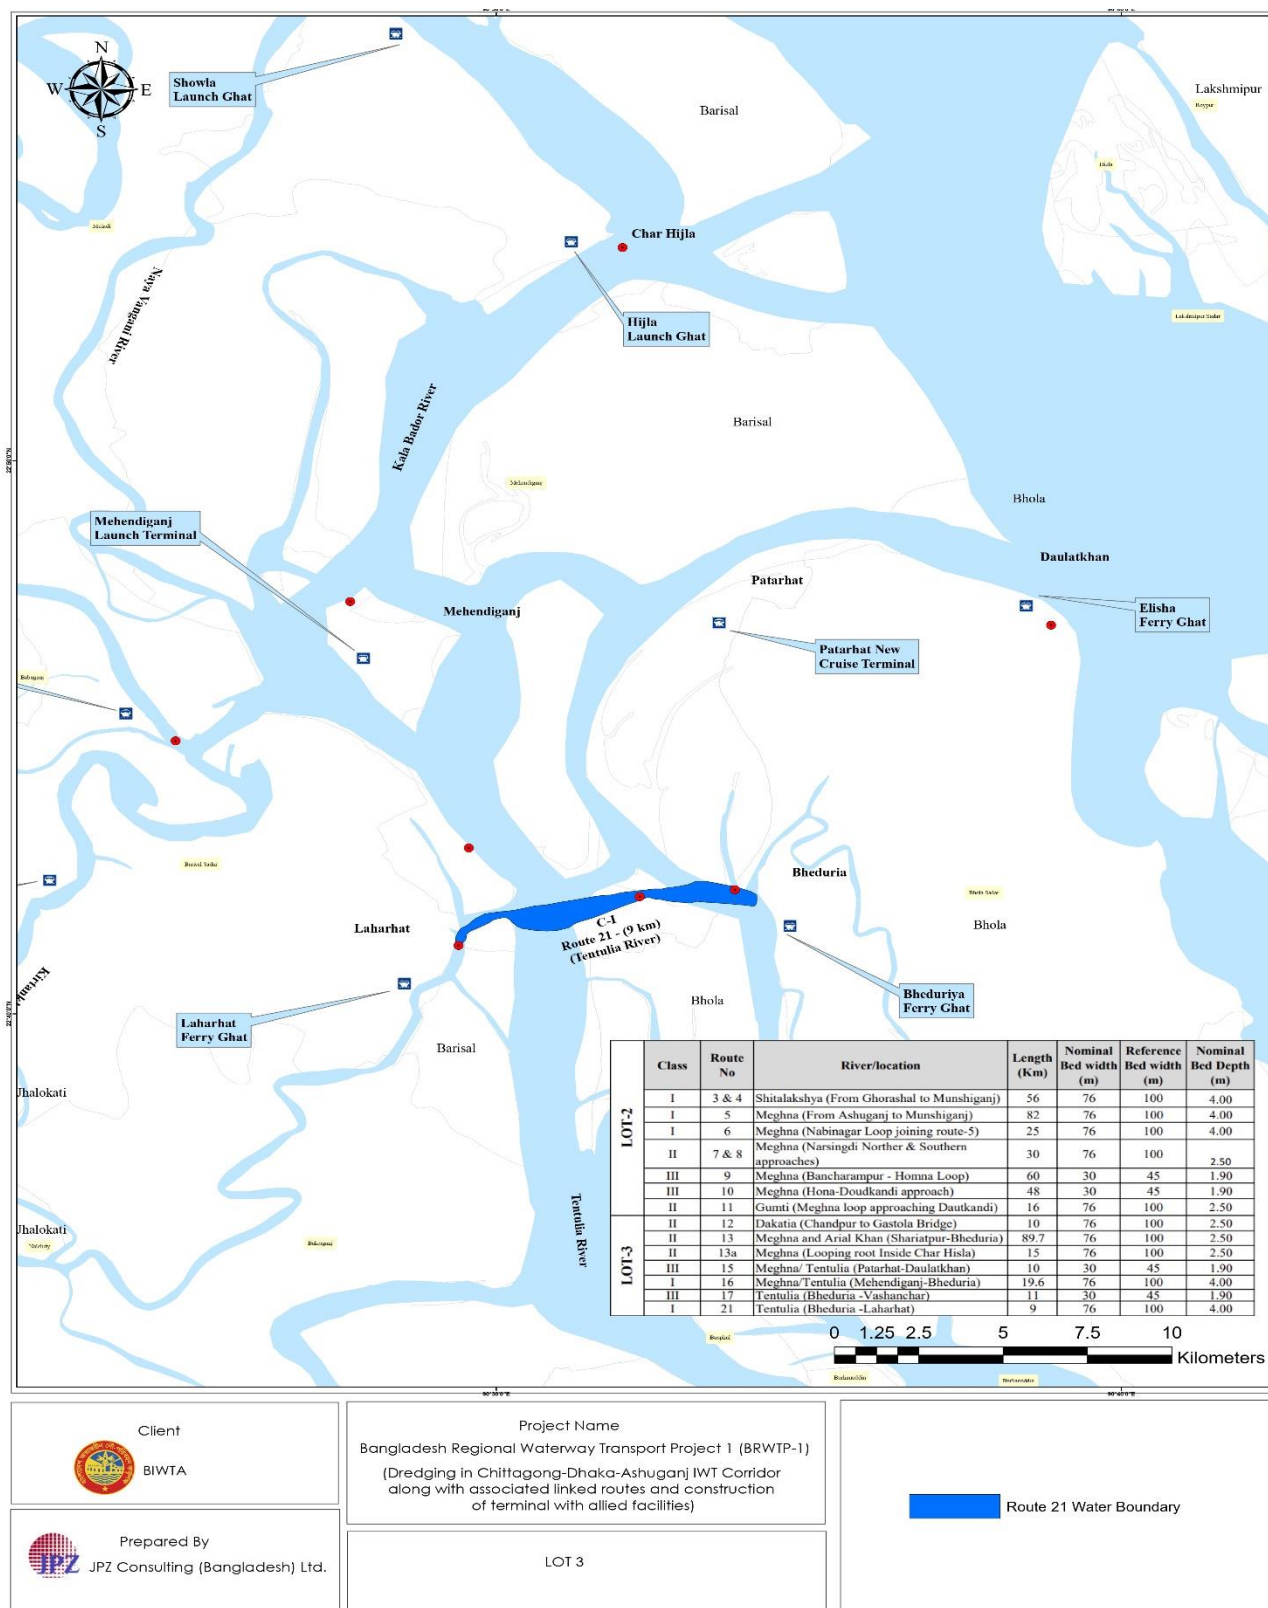 N
W
E
S
Showla
Launch Ghat
Barisal
Lakshmipur
Char Hijla
Hijla
Launch Ghat
Lakshmipur Sadar
Naya Vangani River
Kala Bador River
Barisal
Mehendiganj
Bhola
Mehendiganj
Launch Terminal
Daulatkhan
Patarhat
Mehendiganj
Elisha
Ferry Ghat
Patarhat New
Cruise Terminal
Bheduria
Laharhat
C-I
Route 21 - (9 km)
(Tentulia River)
Bhola Sadar
Bhola
Bheduriya
Ferry Ghat
Bhola
Laharhat
Ferry Ghat
Barisal
Jhalokati
Jhalokati
Tentulia River
LOT-2
LOT-3
Class Route No River/location Length (Km) Nominal Bed width (m) Reference Bed width (m) Nominal Bed Depth (m)
I 3 & 4 Shitalakshya (From Ghorashal to Munshiganj) 56 76 100 4.00
I 5 Meghna (From Ashuganj to Munshiganj) 82 76 100 4.00
I 6 Meghna (Nabinagar Loop joining route-5) 25 76 100 4.00
II 7 & 8 Meghna (Narsingdi Norther & Southern approaches) 30 76 100 2.50
III 9 Meghna (Bancharampur - Homna Loop) 60 30 45 1.90
III 10 Meghna (Hona-Doudkandi approach) 48 30 45 1.90
II 11 Gumti (Meghna loop approaching Dautkandi) 16 76 100 2.50
II 12 Dakatia (Chandpur to Gastola Bridge) 10 76 100 2.50
II 13 Meghna and Arial Khan (Shariatpur-Bheduria) 89.7 76 100 2.50
II 13a Meghna (Looping root Inside Char Hisla) 15 76 100 2.50
III 15 Meghna/ Tentulia (Patarhat-Daulatkhan) 10 30 45 1.90
I 16 Meghna/Tentulia (Mehendiganj-Bheduria) 19.6 76 100 4.00
III 17 Tentulia (Bheduria -Vashanchar) 11 30 45 1.90
I 21 Tentulia (Bheduria -Laharhat) 9 76 100 4.00
0 1.25 2.5 5 7.5 10
Kilometers
Client
BIWTA
Prepared By
JPZ
JPZ Consulting (Bangladesh) Ltd.
Project Name
Bangladesh Regional Waterway Transport Project 1 (BRWTP-1)
(Dredging in Chittagong-Dhaka-Ashuganj IWT Corridor
along with associated linked routes and construction
of terminal with allied facilities)
LOT 3
Route 21 Water Boundary